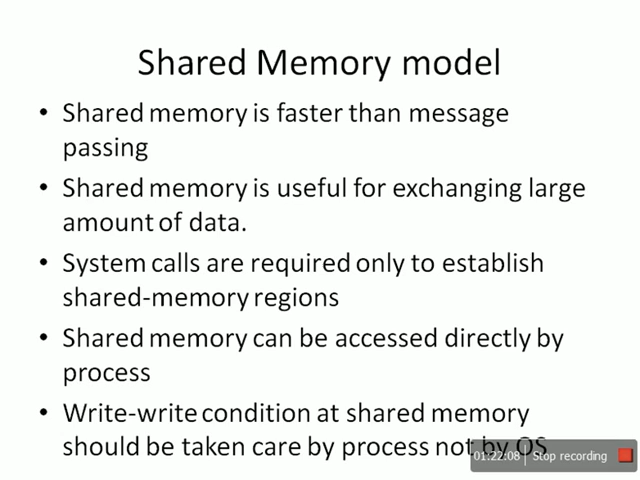 Shared Memory model
• Shared memory is faster than message
passing
• Shared memory is useful for exchanging large
amount of data.
• System calls are required only to establish
shared-memory regions
• Shared memory can be accessed directly by
process
• Write-write condition at shared memory
should be taken care by process not by OS
01:22:08 Stop recording